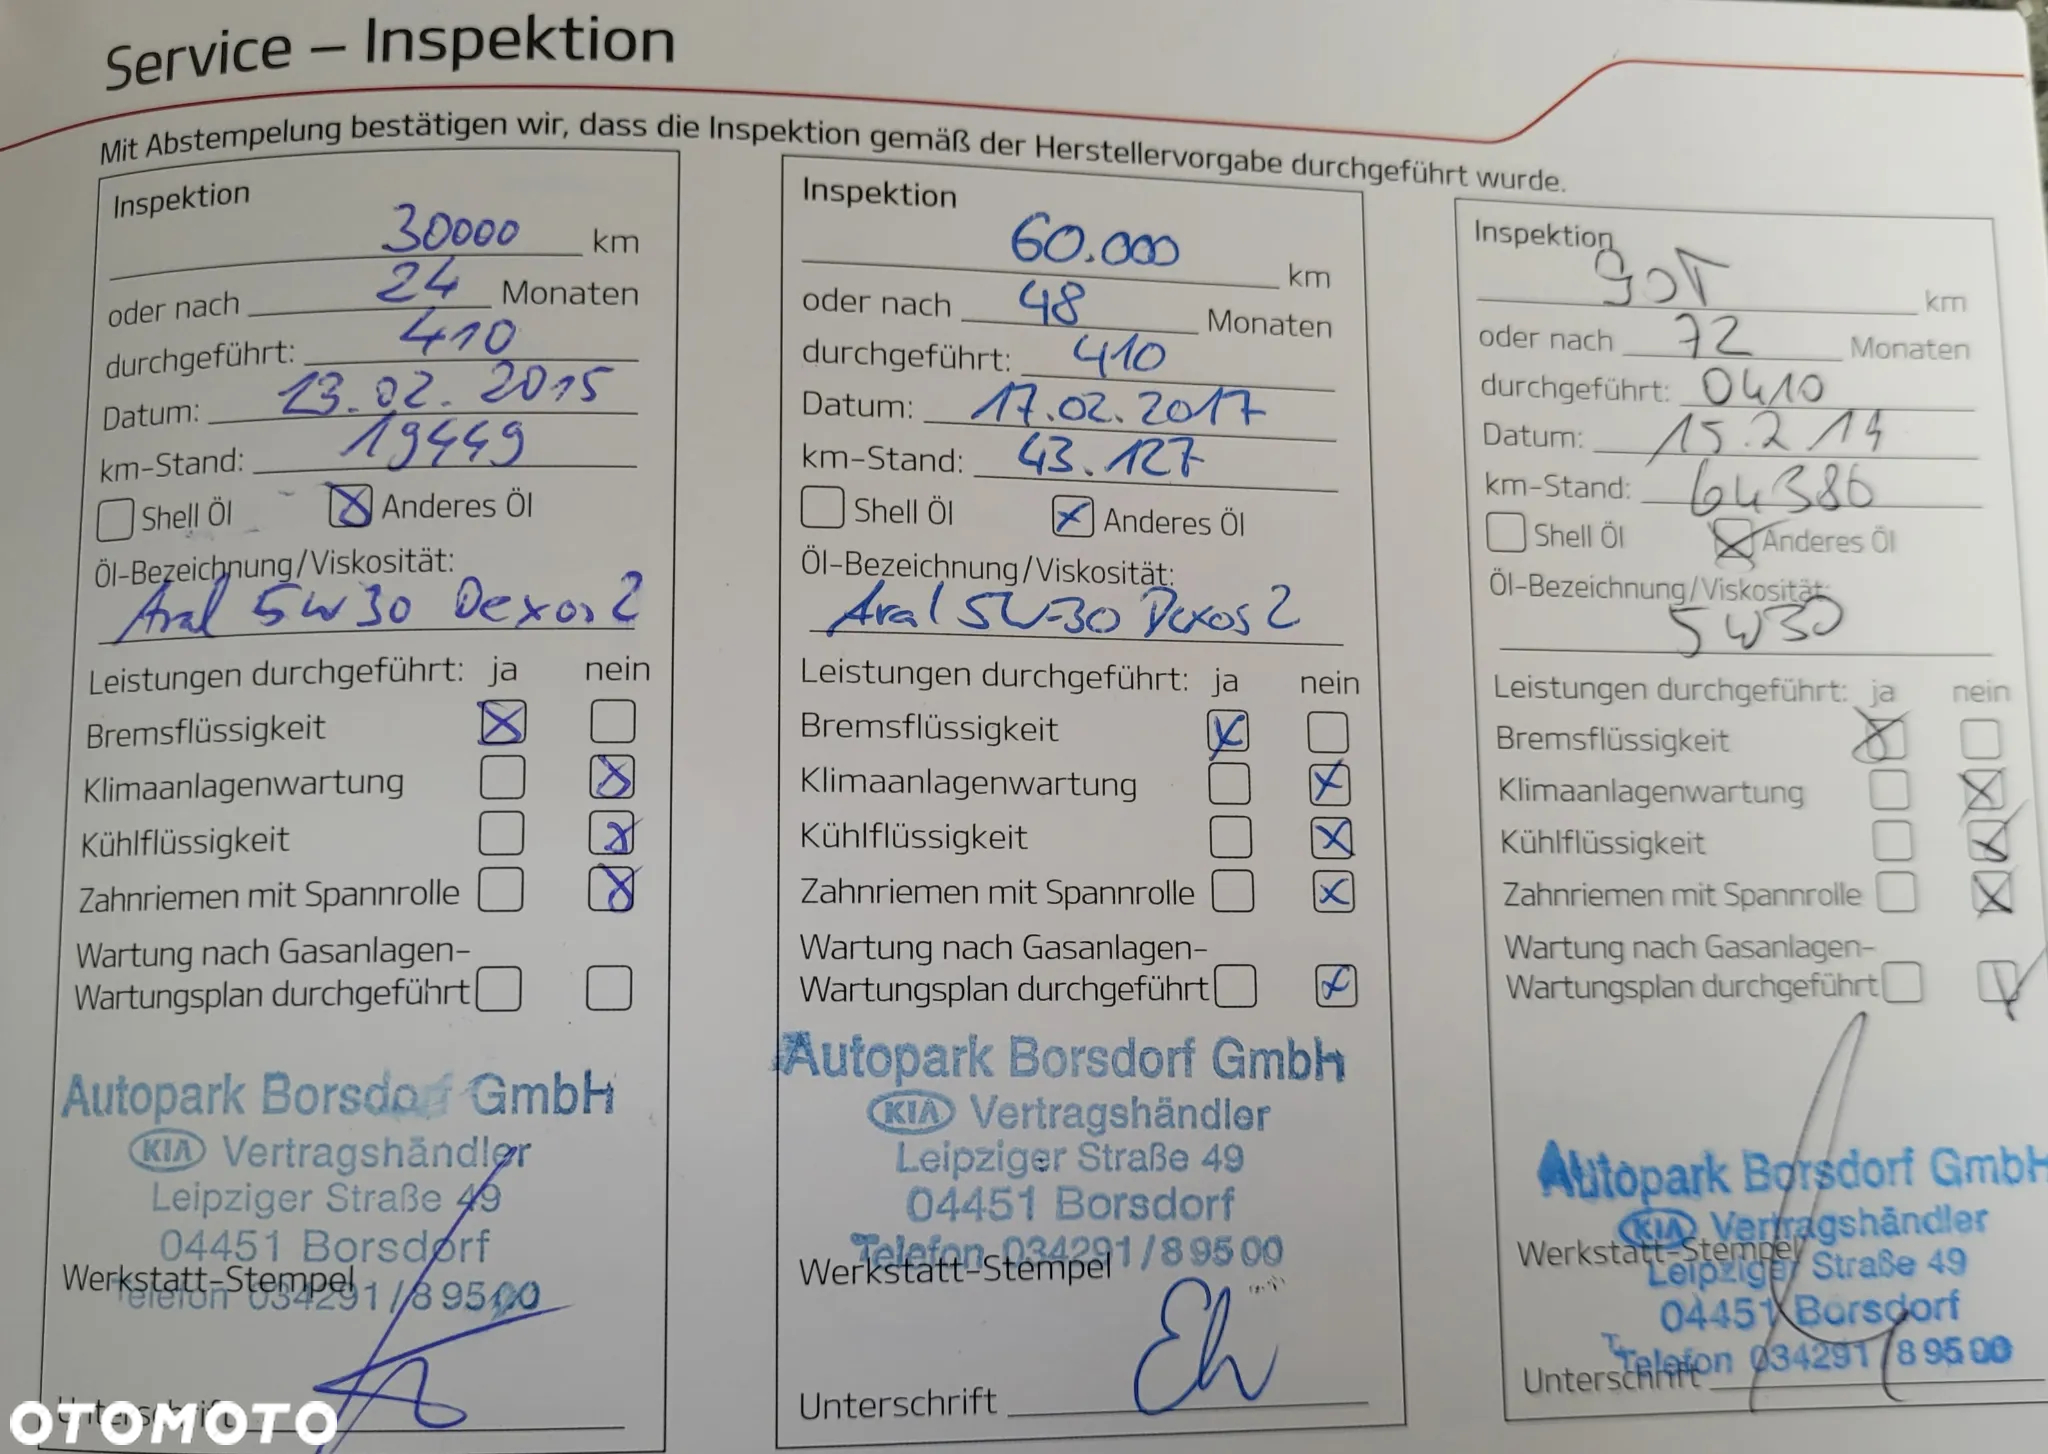 Service – Inspektion
Mit Abstempelung bestätigen wir, dass die Inspektion gemäß der Herstellervorgabe durchgeführt wurde.
Inspektion
30000 km
oder nach 24 Monaten
durchgeführt: 410
Datum: 13.02.2015
km-Stand: 19449
Shell Öl Anderes Öl
Öl-Bezeichnung/Viskosität:
Aral 5W30 Dexos2
Leistungen durchgeführt: ja nein
Bremsflüssigkeit
Klimaanlagenwartung
Kühlflüssigkeit
Zahnriemen mit Spannrolle
Wartung nach Gasanlagen-
Wartungsplan durchgeführt
Autopark Borsdorf GmbH
KIA Vertragshändler
Leipziger Straße 49
04451 Borsdorf
Werkstatt-Stempel
Telefon 034291/8 95 00
Unterschrift
Inspektion
60.000 km
oder nach 48 Monaten
durchgeführt: 410
Datum: 17.02.2017
km-Stand: 43.127
Shell Öl Anderes Öl
Öl-Bezeichnung/Viskosität:
Aral 5W-30 Dexos2
Leistungen durchgeführt: ja nein
Bremsflüssigkeit
Klimaanlagenwartung
Kühlflüssigkeit
Zahnriemen mit Spannrolle
Wartung nach Gasanlagen-
Wartungsplan durchgeführt
Autopark Borsdorf GmbH
KIA Vertragshändler
Leipziger Straße 49
04451 Borsdorf
Telefon 034291/8 95 00
Werkstatt-Stempel
Unterschrift
Inspektion
90T km
oder nach 72 Monaten
durchgeführt: 0410
Datum: 15.2.19
km-Stand: 64386
Shell Öl Anderes Öl
Öl-Bezeichnung/Viskosität:
5W30
Leistungen durchgeführt: ja nein
Bremsflüssigkeit
Klimaanlagenwartung
Kühlflüssigkeit
Zahnriemen mit Spannrolle
Wartung nach Gasanlagen-
Wartungsplan durchgeführt
Autopark Borsdorf GmbH
KIA Vertragshändler
Werkstatt-Stempel
Leipziger Straße 49
04451 Borsdorf
Telefon 034291/8 95 00
Unterschrift
OTOMOTO